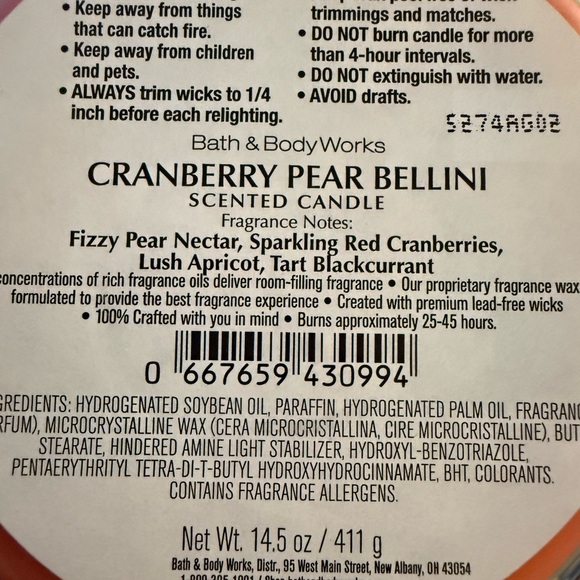 • Keep away from things
that can catch fire.
• Keep away from children
and pets.
• ALWAYS trim wicks to 1/4
inch before each relighting.
trimmings and matches.
• DO NOT burn candle for more
than 4-hour intervals.
• DO NOT extinguish with water.
• AVOID drafts.
5274AG02
Bath & Body Works
CRANBERRY PEAR BELLINI
SCENTED CANDLE
Fragrance Notes:
Fizzy Pear Nectar, Sparkling Red Cranberries,
Lush Apricot, Tart Blackcurrant
concentrations of rich fragrance oils deliver room-filling fragrance • Our proprietary fragrance wax
formulated to provide the best fragrance experience • Created with premium lead-free wicks
• 100% Crafted with you in mind • Burns approximately 25-45 hours.
0 667659 430994
GREDIENTS: HYDROGENATED SOYBEAN OIL, PARAFFIN, HYDROGENATED PALM OIL, FRAGRANC
RFUM), MICROCRYSTALLINE WAX (CERA MICROCRISTALLINA, CIRE MICROCRISTALLINE), BUT
STEARATE, HINDERED AMINE LIGHT STABILIZER, HYDROXYL-BENZOTRIAZOLE,
PENTAERYTHRITYL TETRA-DI-T-BUTYL HYDROXYHYDROCINNAMATE, BHT, COLORANTS.
CONTAINS FRAGRANCE ALLERGENS.
Net Wt. 14.5 oz / 411 g
Bath & Body Works, Distr., 95 West Main Street, New Albany, OH 43054